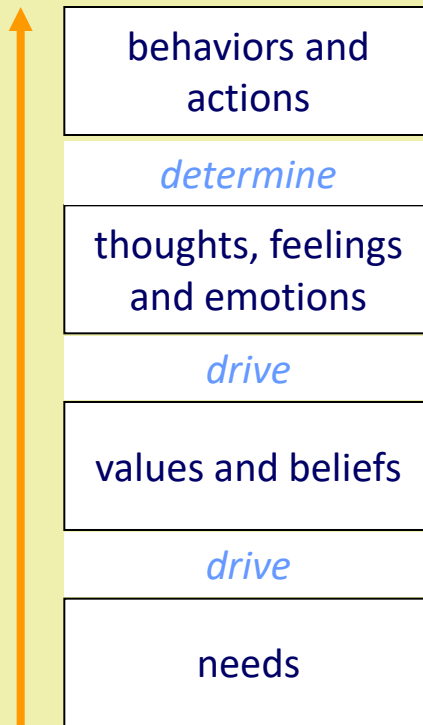 behaviors and
actions
determine
thoughts, feelings
and emotions
drive
values and beliefs
drive
needs